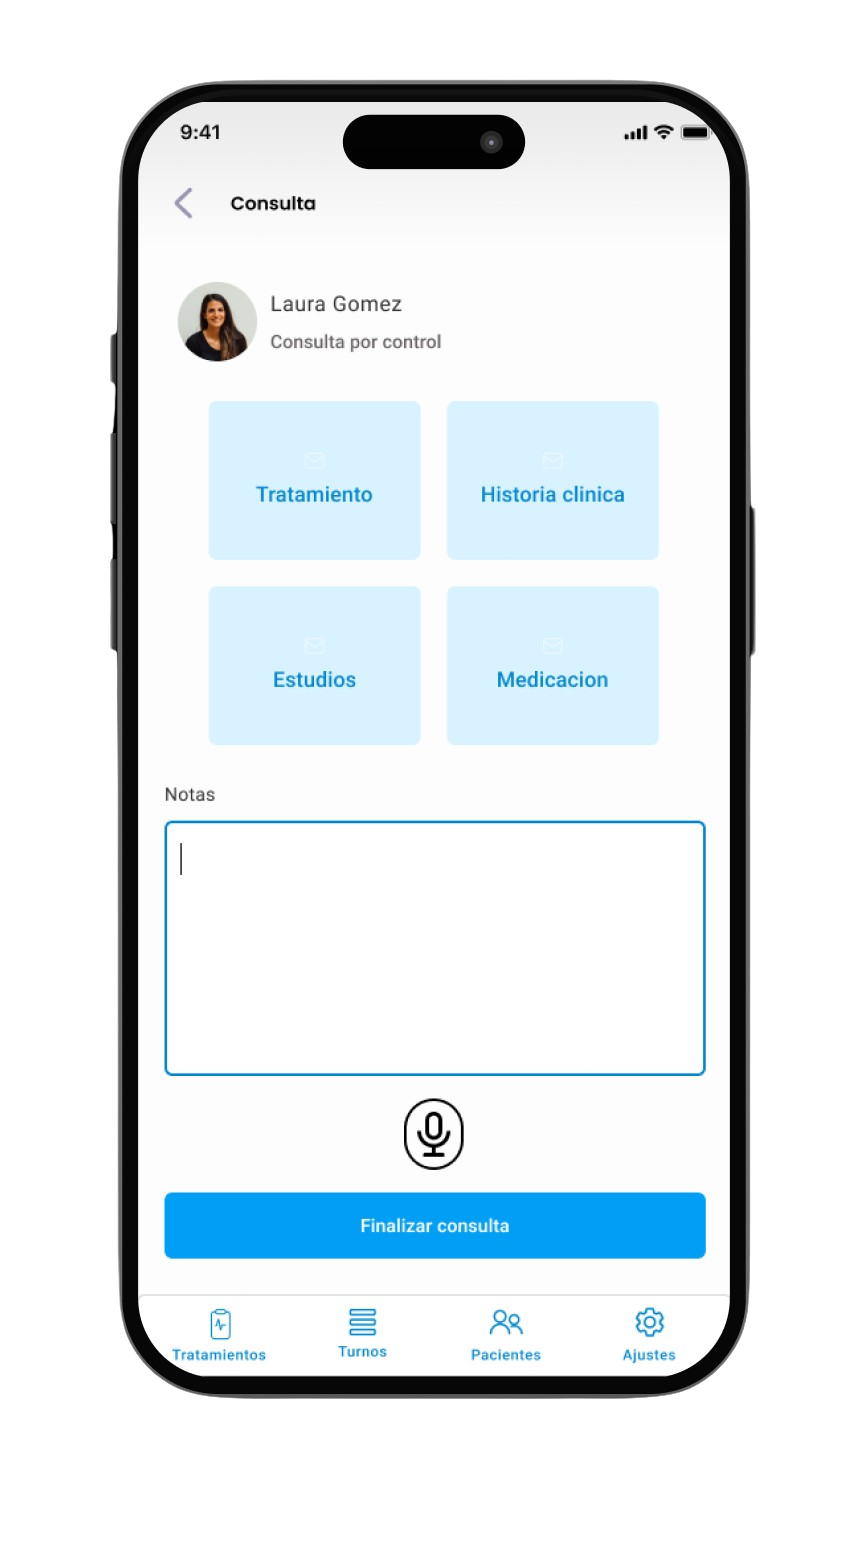 9:41
Consulta
Laura Gomez
Consulta por control
Tratamiento
Historia clinica
Estudios
Medicacion
Notas
Finalizar consulta
Tratamientos
Turnos
Pacientes
Ajustes